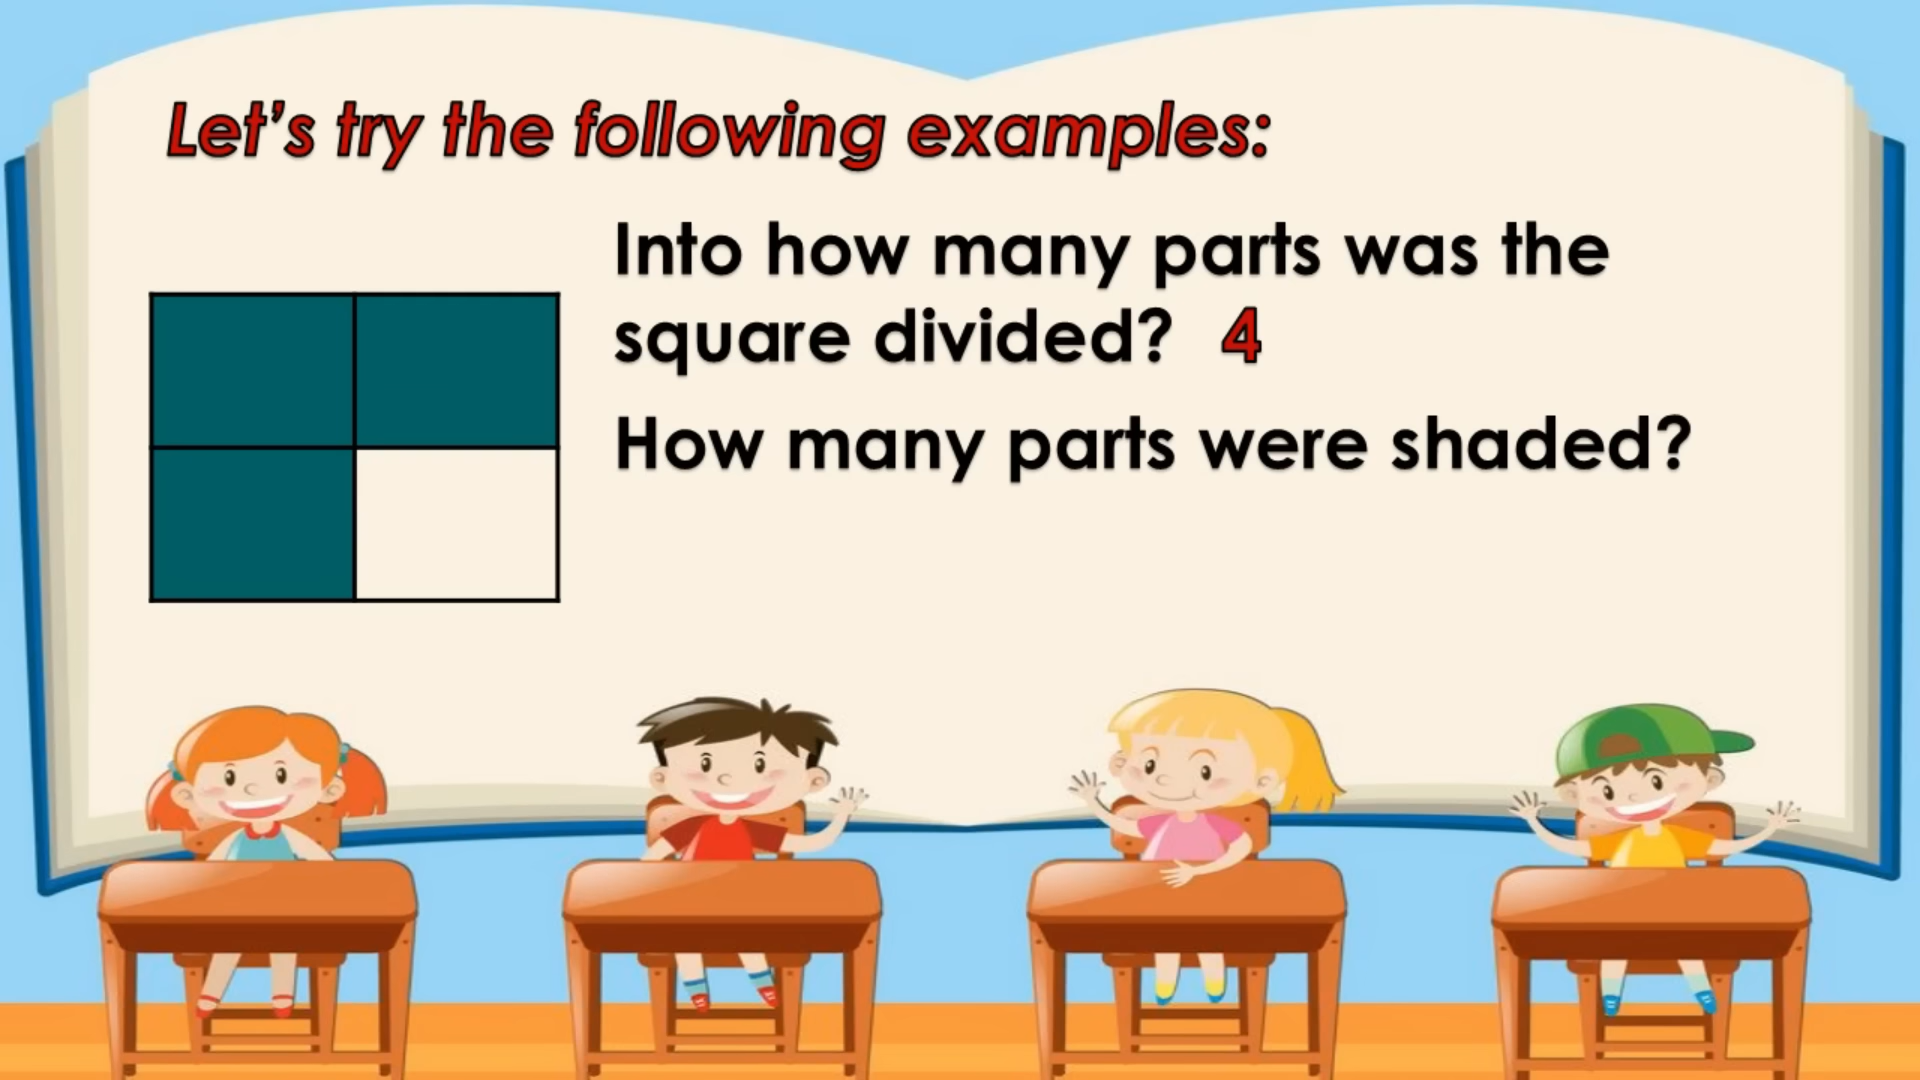 Let’s try the following examples:
Into how many parts was the
square divided? 4
How many parts were shaded?